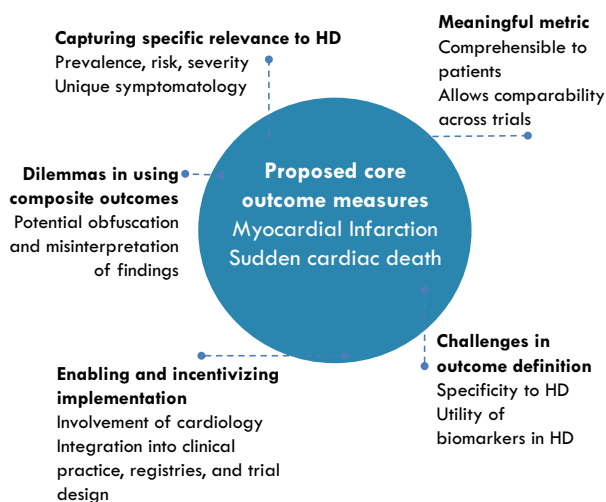 Capturing specific relevance to HD
Prevalence, risk, severity
Unique symptomatology
Meaningful metric
Comprehensible to
patients
Allows comparability
across trials
Dilemmas in using
composite outcomes
Potential obfuscation
and misinterpretation
of findings
Proposed core
outcome measures
Myocardial Infarction
Sudden cardiac death
Enabling and incentivizing
implementation
Involvement of cardiology
Integration into clinical
practice, registries, and trial
design
Challenges in
outcome definition
Specificity to HD
Utility of
biomarkers in HD